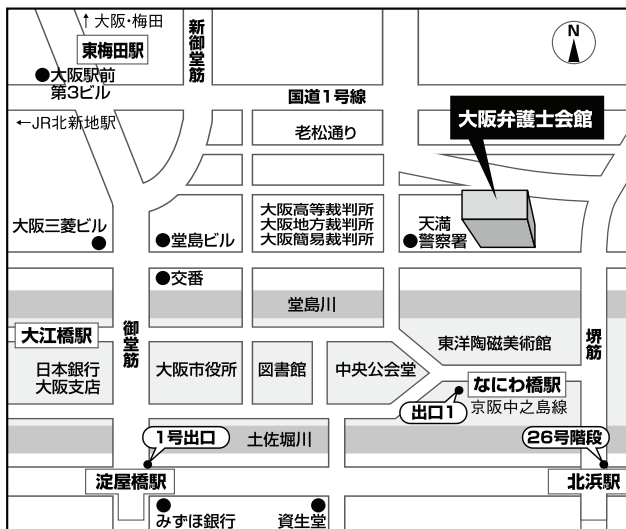 ↑大阪・梅田
東梅田駅
新御堂筋
N
●大阪駅前
第3ビル
国道1号線
←JR北新地駅
老松通り
大阪弁護士会館
大阪三菱ビル
●堂島ビル
大阪高等裁判所
大阪地方裁判所
大阪簡易裁判所
天満
●警察署
●交番
堂島川
大江橋駅
御堂筋
東洋陶磁美術館
堺筋
日本銀行
大阪支店
大阪市役所
図書館
中央公会堂
なにわ橋駅
出口1
京阪中之島線
1号出口
土佐堀川
26号階段
淀屋橋駅
北浜駅
みずほ銀行
資生堂